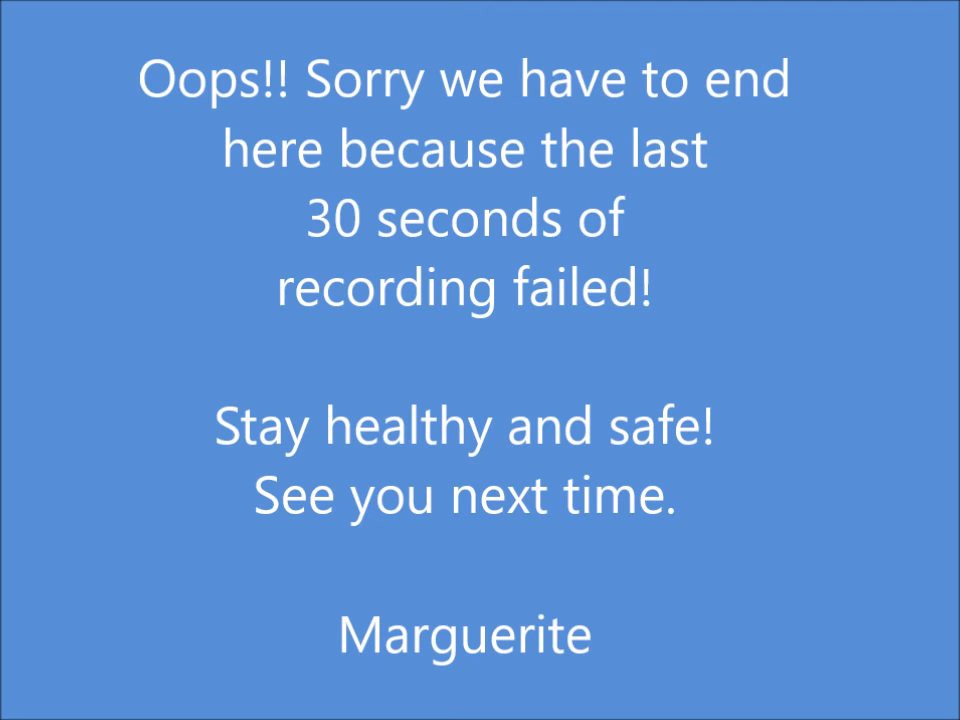 Oops!! Sorry we have to end
here because the last
30 seconds of
recording failed!
Stay healthy and safe!
See you next time.
Marguerite